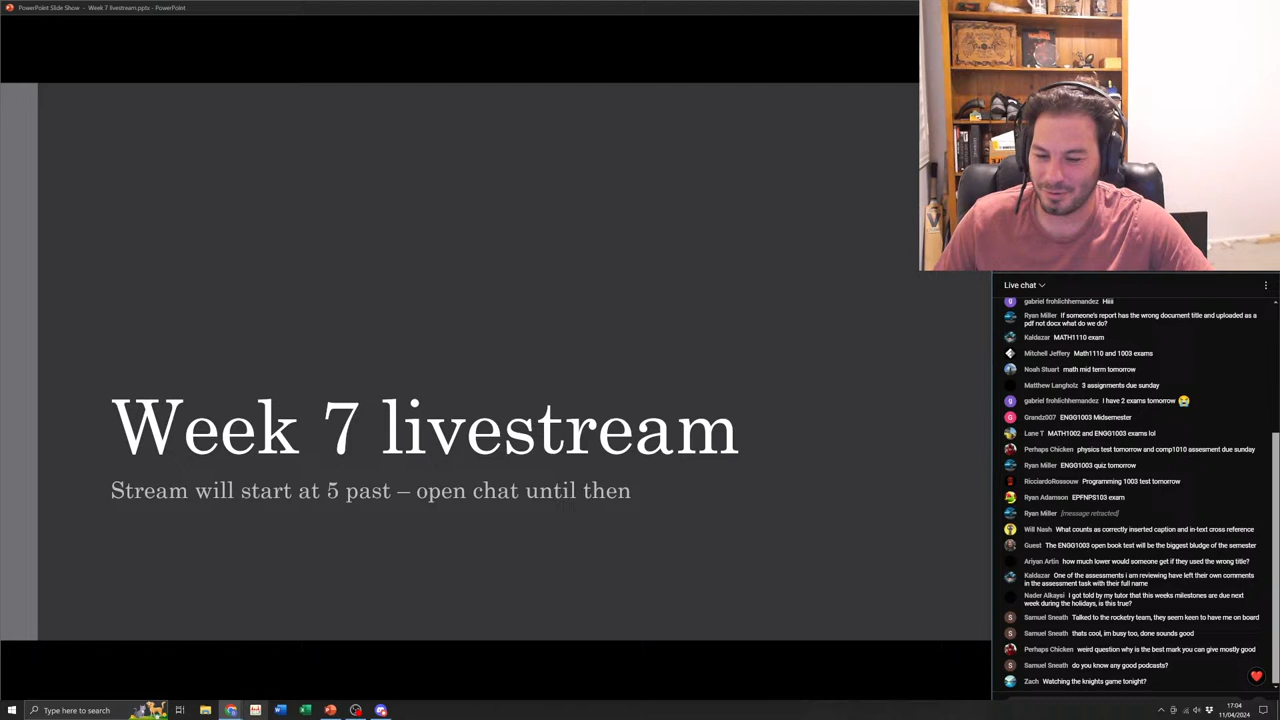 PowerPoint Slide Show - Week 7 livestream.ppts - PowerPoint
Week 7 livestream
Stream will start at 5 past – open chat until then
Live chat
gabriel frohlichhernandez Hiiii
Ryan Miller If someone's report has the wrong document title and uploaded as a
pdf not docx what do we do?
Kaldazar MATH1110 exam
Mitchell Jeffery Math1110 and 1003 exams
Noah Stuart math mid term tomorrow
Matthew Langholz 3 assignments due sunday
gabriel frohlichhernandez I have 2 exams tomorrow 😭
Grandz007 ENGG1003 Midsemester
Lane T MATH1002 and ENGG1003 exams lol
Perhaps Chicken physics test tomorrow and comp1010 assesment due sunday
Ryan Miller ENGG1003 quiz tomorrow
RicciardoRossouw Programming 1003 test tomorrow
Ryan Adamson EPFNPS103 exam
Ryan Miller [message retracted]
Will Nash What counts as correctly inserted caption and in-text cross reference
Guest The ENGG1003 open book test will be the biggest bludge of the semester
Ariyan Artin how much lower would someone get if they used the wrong title?
Kaldazar One of the assessments i am reviewing have left their own comments
in the assessment task with their full name
Nader Alkaysi I got told by my tutor that this weeks milestones are due next
week during the holidays, is this true?
Samuel Sneath Talked to the rocketry team, they seem keen to have me on board
Samuel Sneath thats cool, im busy too, done sounds good
Perhaps Chicken weird question why is the best mark you can give mostly good
Samuel Sneath do you know any good podcasts?
Zach Watching the knights game tonight?
Type here to search
17:04
11/04/2024